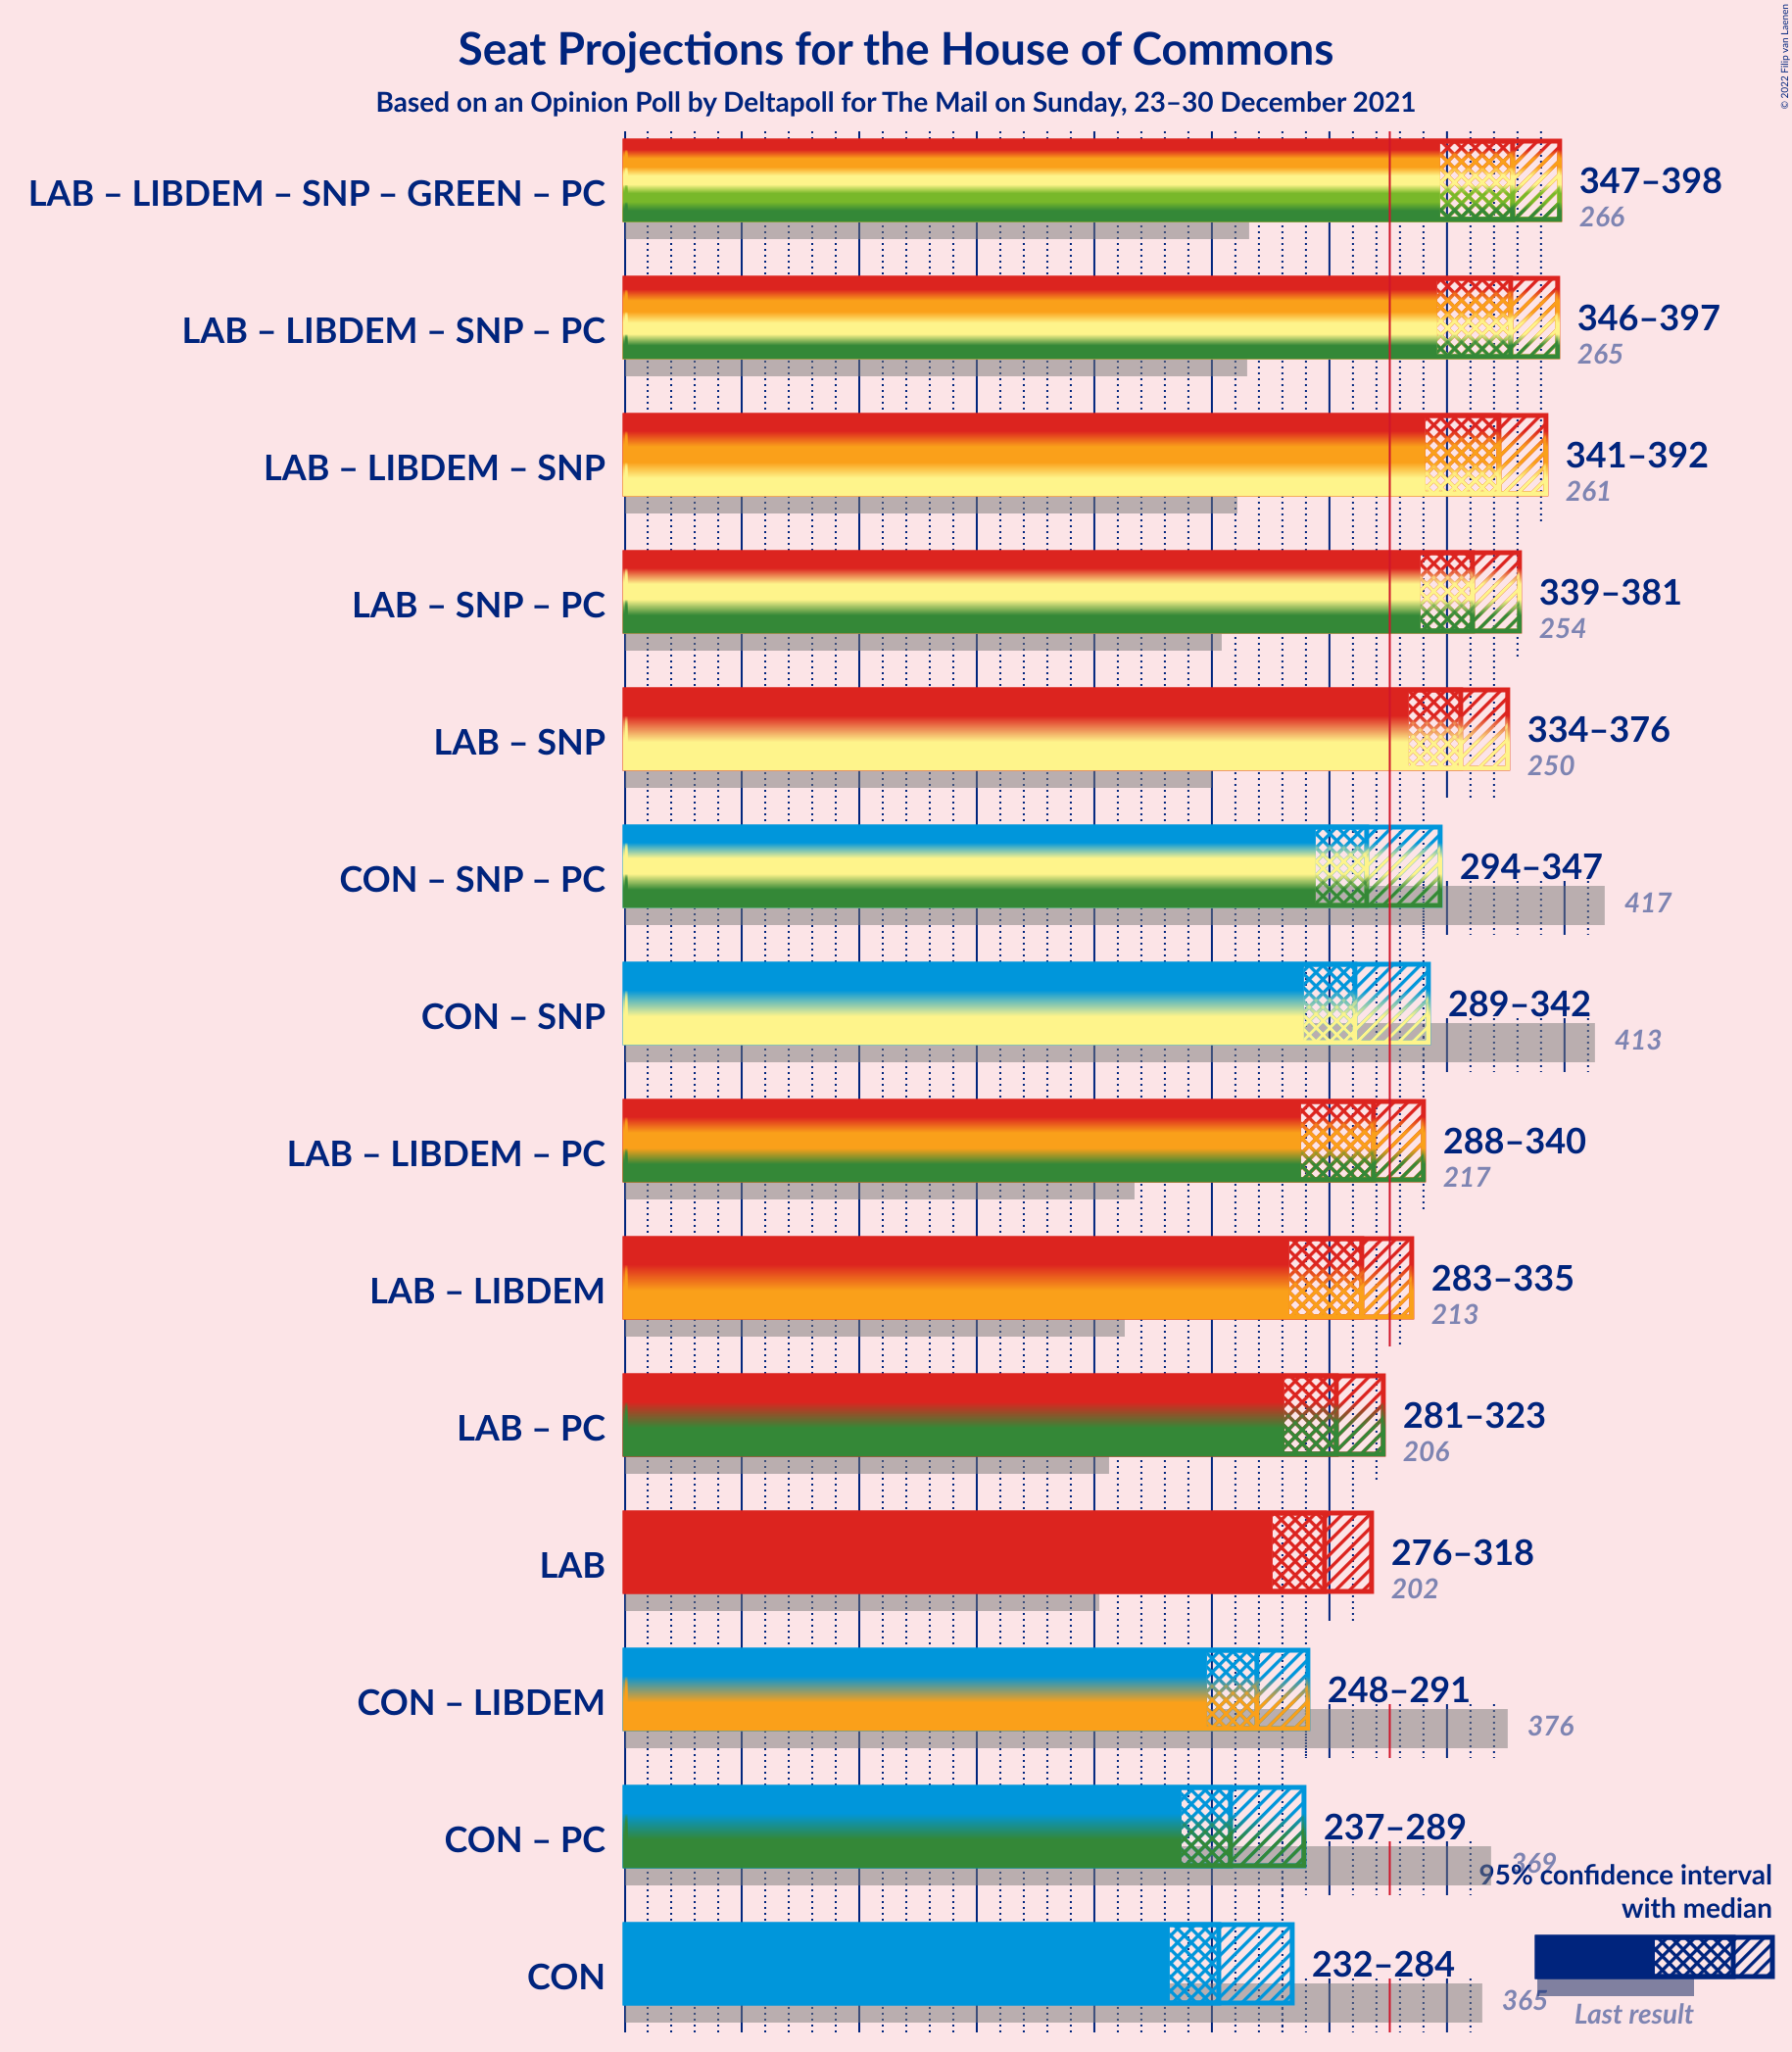 Seat Projections for the House of Commons
Based on an Opinion Poll by Deltapoll for The Mail on Sunday, 23–30 December 2021
© 2022 Filip van Laenen
LAB – LIBDEM – SNP – GREEN – PC
347–398
266
LAB – LIBDEM – SNP – PC
346–397
265
LAB – LIBDEM – SNP
341–392
261
LAB – SNP – PC
339–381
254
LAB – SNP
334–376
250
CON – SNP – PC
294–347
417
CON – SNP
289–342
413
LAB – LIBDEM – PC
288–340
217
LAB – LIBDEM
283–335
213
LAB – PC
281–323
206
LAB
276–318
202
CON – LIBDEM
248–291
376
CON – PC
237–289
369
CON
232–284
365
95% confidence interval
with median
Last result